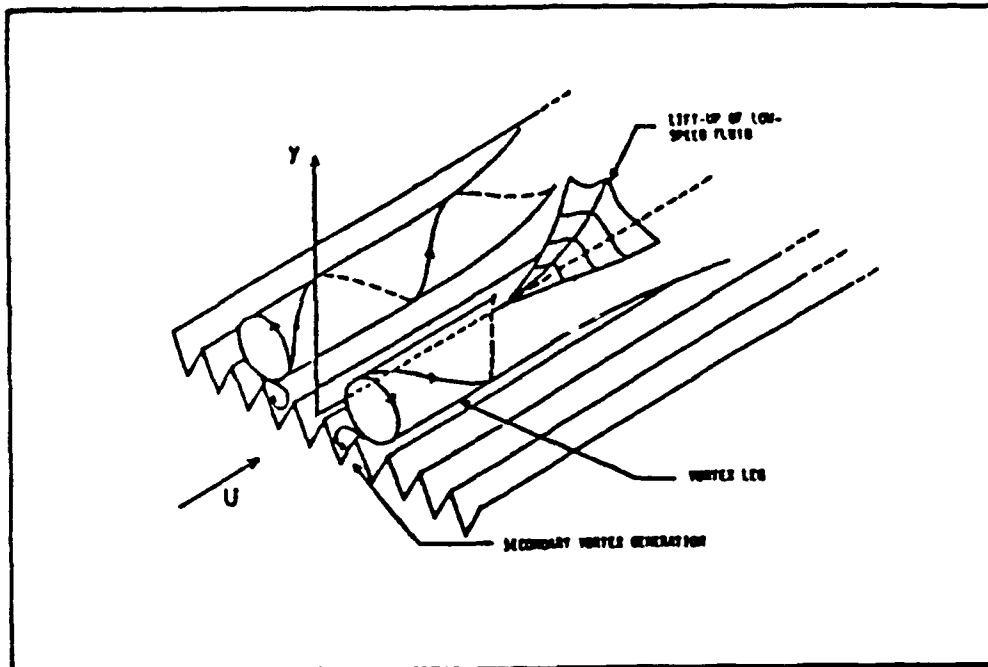 Y
LIFT-UP OF LOW-
SPEED FLUID
U
VORTEX LEG
SECONDARY VORTEX GENERATION